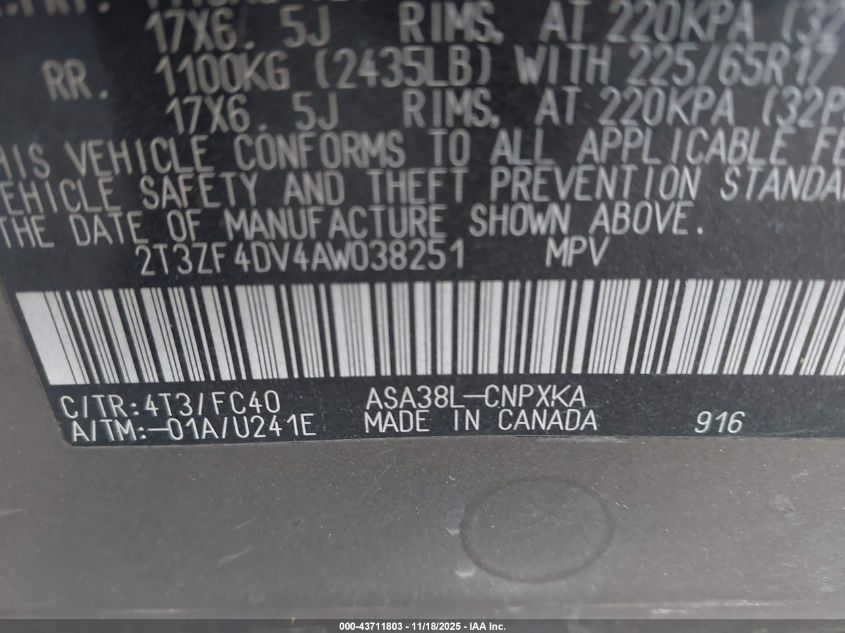 17X6. 5J RIMS, AT 220KPA (32
RR. 1100KG (2435LB) WITH 225/65R17
17X6. 5J RIMS, AT 220KPA (32P
HIS VEHICLE CONFORMS TO ALL APPLICABLE FE
EHICLE SAFETY AND THEFT PREVENTION STANDA
THE DATE OF MANUFACTURE SHOWN ABOVE.
2T3ZF4DV4AW038251 MPV
C/TR:4T3/FC40 ASA38L-CNPXKA
A/TM:-01A/U241E MADE IN CANADA 916
000-43711803 - 11/18/2025 - IAA Inc.